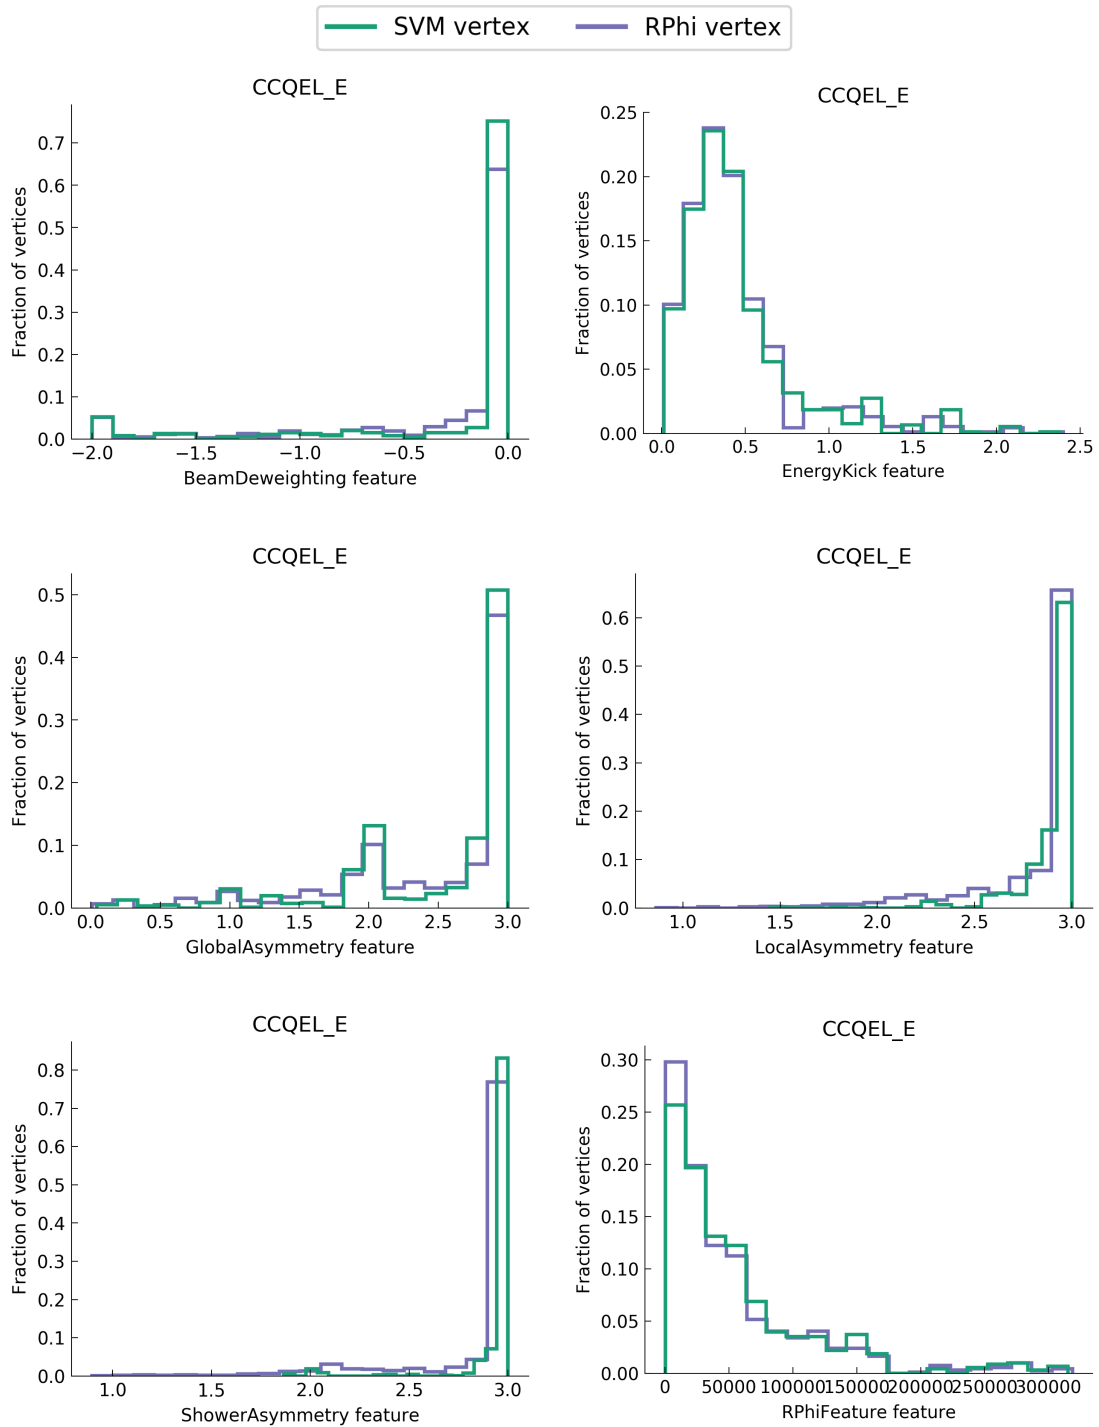 SVM vertex RPhi vertex
CCQEL_E
Fraction of vertices
0.7
0.6
0.5
0.4
0.3
0.2
0.1
0.0
−2.0 −1.5 −1.0 −0.5 0.0
BeamDeweighting feature
CCQEL_E
Fraction of vertices
0.25
0.20
0.15
0.10
0.05
0.00
0.0 0.5 1.0 1.5 2.0 2.5
EnergyKick feature
CCQEL_E
Fraction of vertices
0.5
0.4
0.3
0.2
0.1
0.0
0.0 0.5 1.0 1.5 2.0 2.5 3.0
GlobalAsymmetry feature
CCQEL_E
Fraction of vertices
0.6
0.5
0.4
0.3
0.2
0.1
0.0
1.0 1.5 2.0 2.5 3.0
LocalAsymmetry feature
CCQEL_E
Fraction of vertices
0.8
0.7
0.6
0.5
0.4
0.3
0.2
0.1
0.0
1.0 1.5 2.0 2.5 3.0
ShowerAsymmetry feature
CCQEL_E
Fraction of vertices
0.30
0.25
0.20
0.15
0.10
0.05
0.00
0 50000 100000 150000 200000 250000 300000
RPhiFeature feature